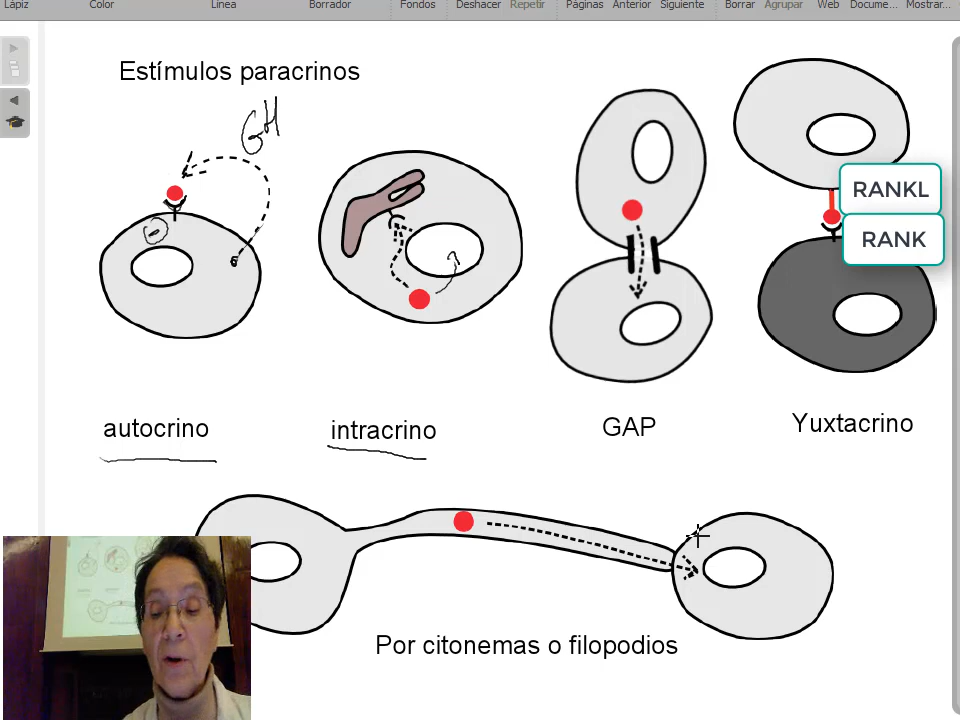 Lápiz Color Línea Borrador Fondos Deshacer Repetir Páginas Anterior Siguiente Borrar Agrupar Web Docume... Mostrar...
Estímulos paracrinos
GH
RANKL
RANK
autocrino
intracrino
GAP
Yuxtacrino
Por citonemas o filopodios